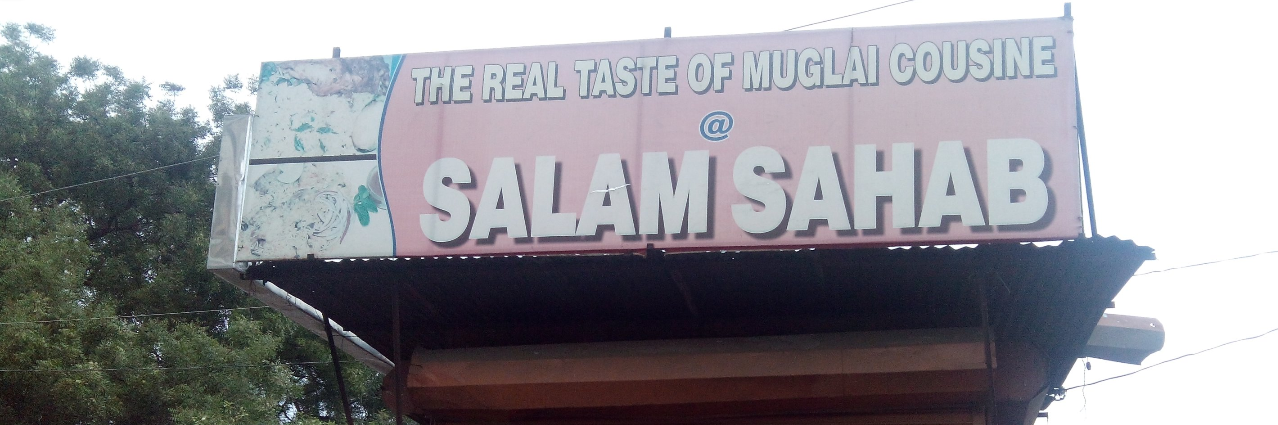 THE REAL TASTE OF MUGLAI COUSINE
@
SALAM SAHAB